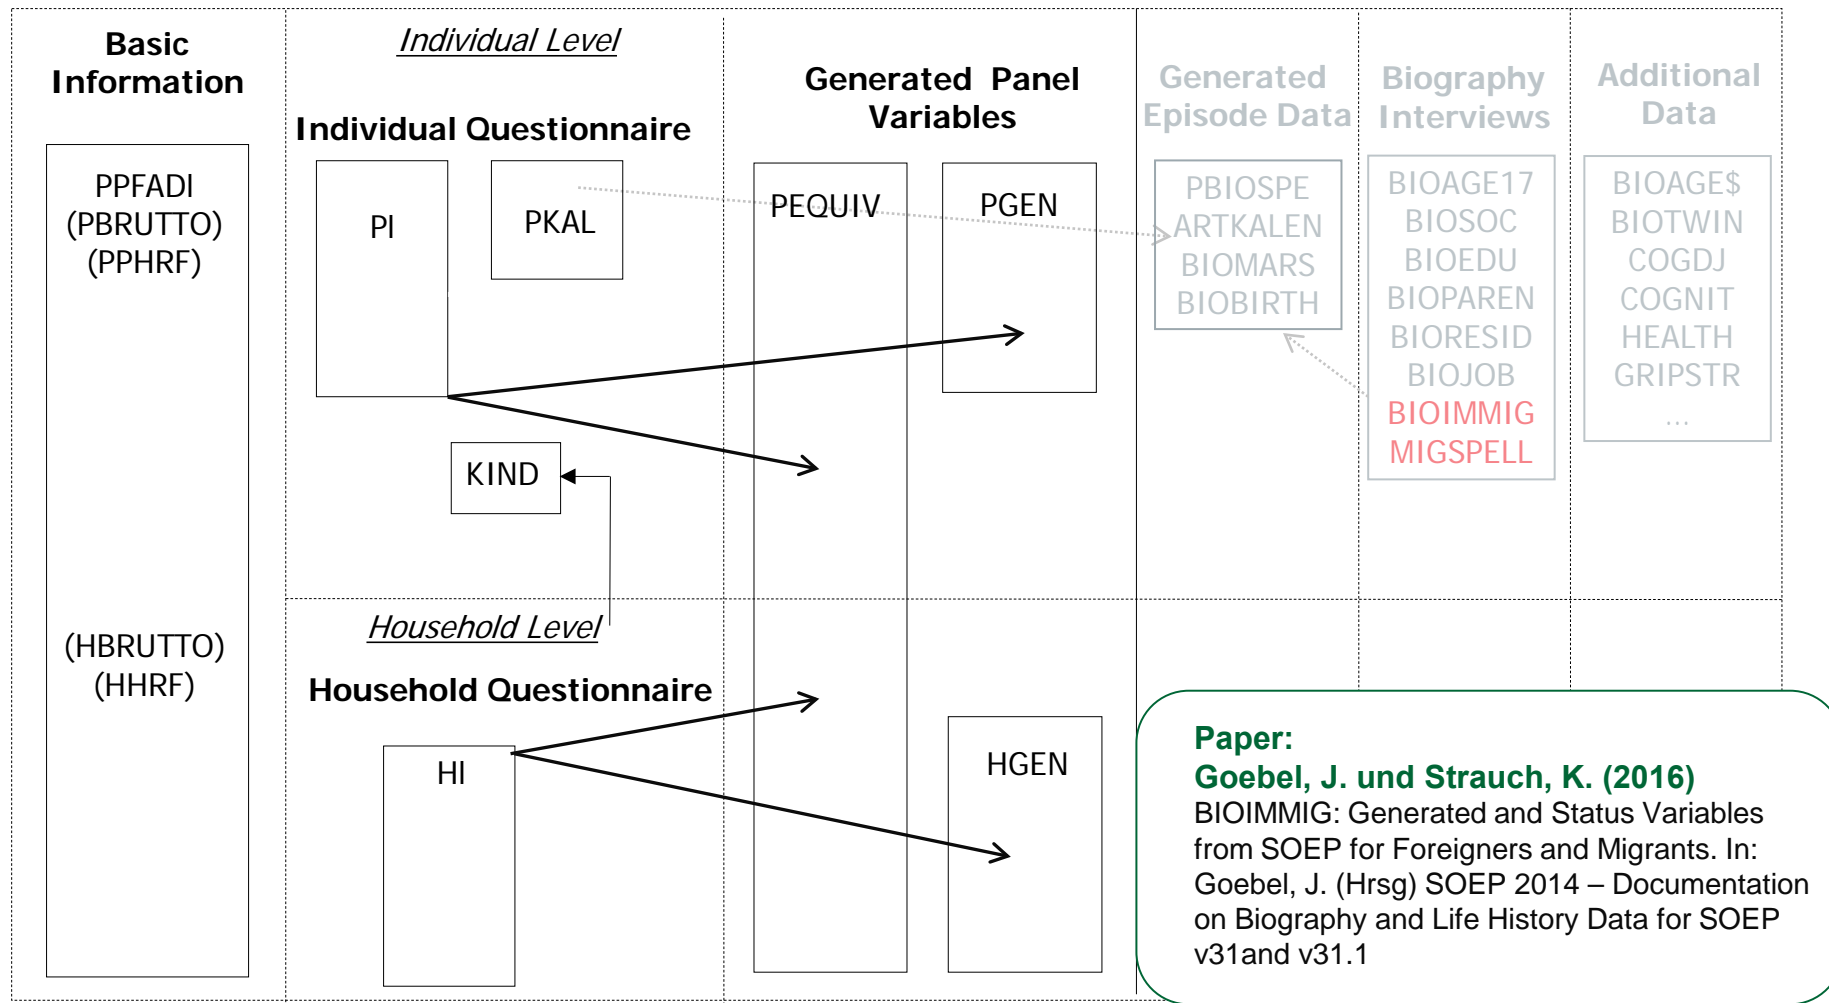 Basic
Information
PPFADI
(PBRUTTO)
(PPHRF)
(HBRUTTO)
(HHRF)
Individual Level
Individual Questionnaire
PI
PKAL
KIND
Household Level
Household Questionnaire
HI
Generated Panel
Variables
PEQUIV
PGEN
HGEN
Generated
Episode Data
PBIOSPE
ARTKALEN
BIOMARS
BIOBIRTH
Biography
Interviews
BIOAGE17
BIOSOC
BIOEDU
BIOPAREN
BIORESID
BIOJOB
BIOIMMIG
MIGSPELL
Additional
Data
BIOAGE$
BIOTWIN
COGDJ
COGNIT
HEALTH
GRIPSTR
...
Paper:
Goebel, J. und Strauch, K. (2016)
BIOIMMIG: Generated and Status Variables
from SOEP for Foreigners and Migrants. In:
Goebel, J. (Hrsg) SOEP 2014 – Documentation
on Biography and Life History Data for SOEP
v31and v31.1